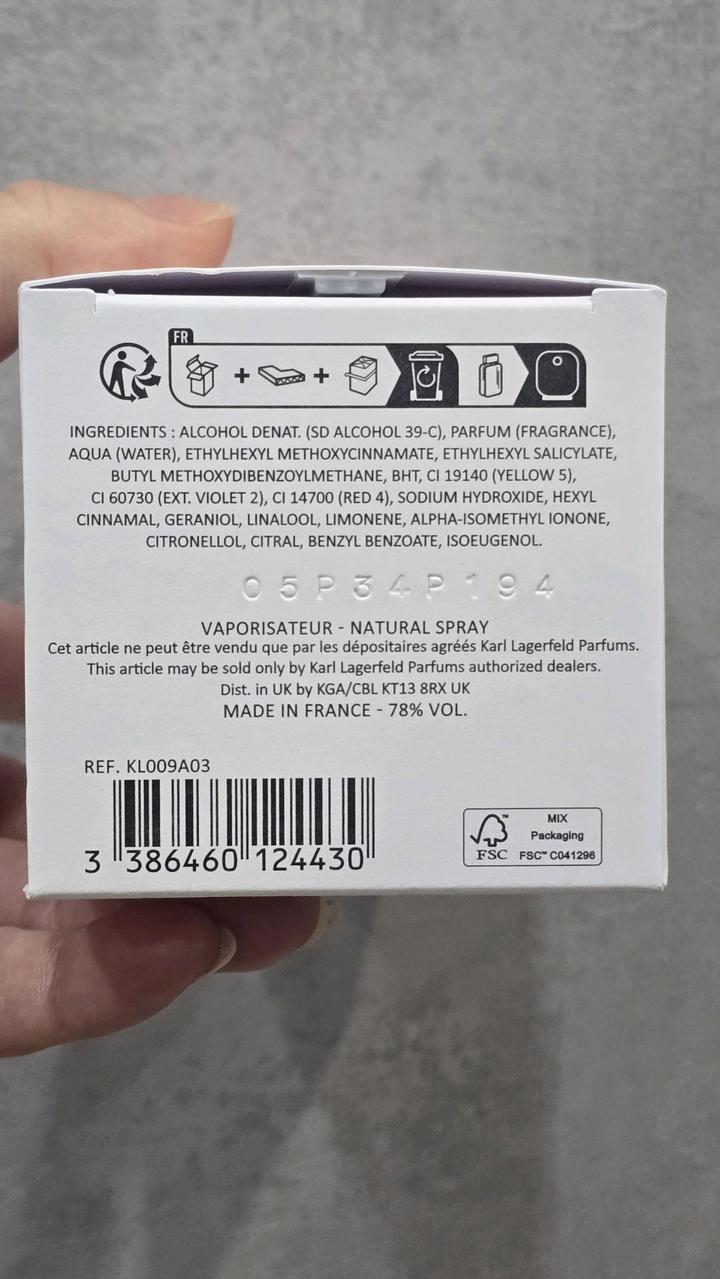 FR
INGREDIENTS : ALCOHOL DENAT. (SD ALCOHOL 39-C), PARFUM (FRAGRANCE),
AQUA (WATER), ETHYLHEXYL METHOXYCINNAMATE, ETHYLHEXYL SALICYLATE,
BUTYL METHOXYDIBENZOYLMETHANE, BHT, CI 19140 (YELLOW 5),
CI 60730 (EXT. VIOLET 2), CI 14700 (RED 4), SODIUM HYDROXIDE, HEXYL
CINNAMAL, GERANIOL, LINALOOL, LIMONENE, ALPHA-ISOMETHYL IONONE,
CITRONELLOL, CITRAL, BENZYL BENZOATE, ISOEUGENOL.
05P34P194
VAPORISATEUR - NATURAL SPRAY
Cet article ne peut être vendu que par les dépositaires agréés Karl Lagerfeld Parfums.
This article may be sold only by Karl Lagerfeld Parfums authorized dealers.
Dist. in UK by KGA/CBL KT13 8RX UK
MADE IN FRANCE - 78% VOL.
REF. KL009A03
3 386460 124430
FSC
MIX
Packaging
FSC™ C041296